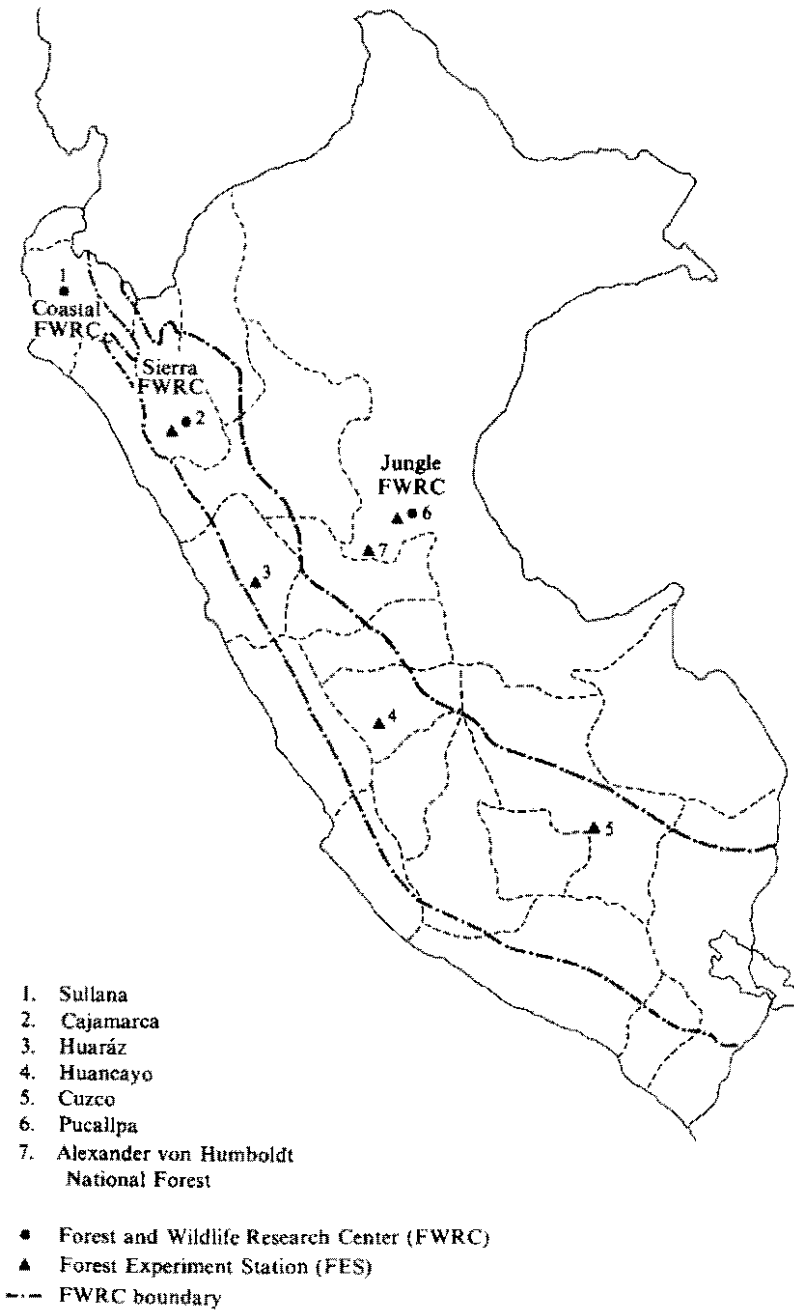 1
Coastal
FWRC
Sierra
FWRC
2
Jungle
FWRC
6
7
3
4
5
1. Sullana
2. Cajamarca
3. Huaráz
4. Huancayo
5. Cuzco
6. Pucallpa
7. Alexander von Humboldt
National Forest
Forest and Wildlife Research Center (FWRC)
Forest Experiment Station (FES)
FWRC boundary